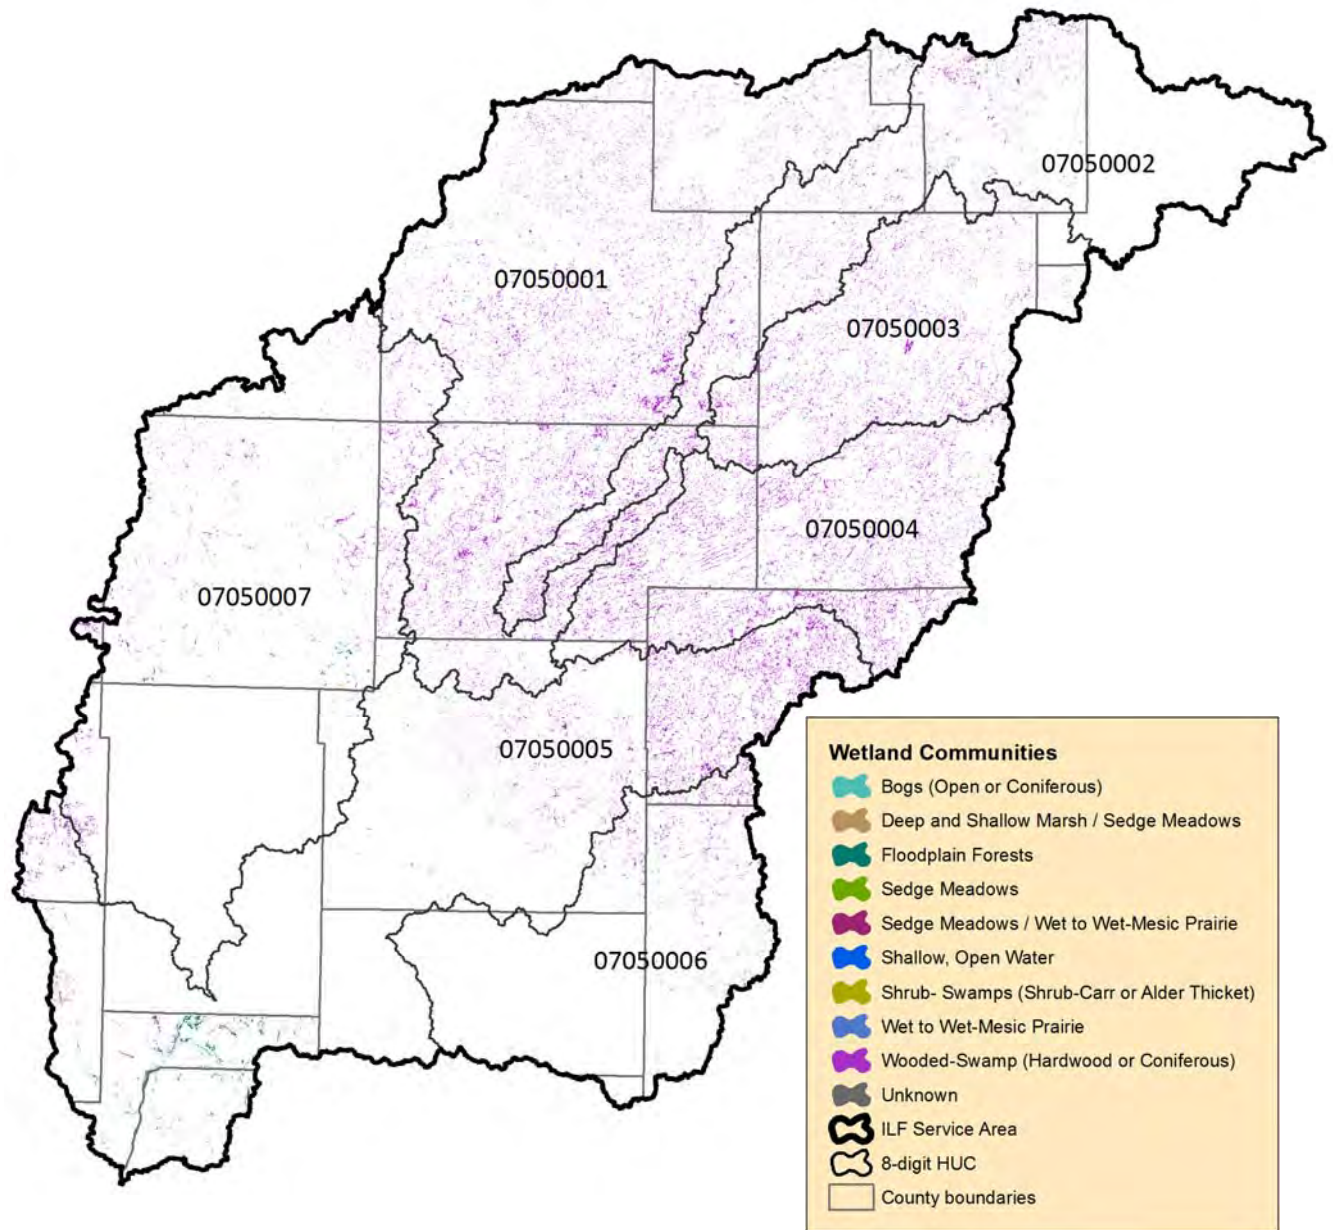 07050002
07050001
07050003
07050004
07050007
07050005
07050006
Wetland Communities
Bogs (Open or Coniferous)
Deep and Shallow Marsh / Sedge Meadows
Floodplain Forests
Sedge Meadows
Sedge Meadows / Wet to Wet-Mesic Prairie
Shallow, Open Water
Shrub- Swamps (Shrub-Carr or Alder Thicket)
Wet to Wet-Mesic Prairie
Wooded-Swamp (Hardwood or Coniferous)
Unknown
ILF Service Area
8-digit HUC
County boundaries